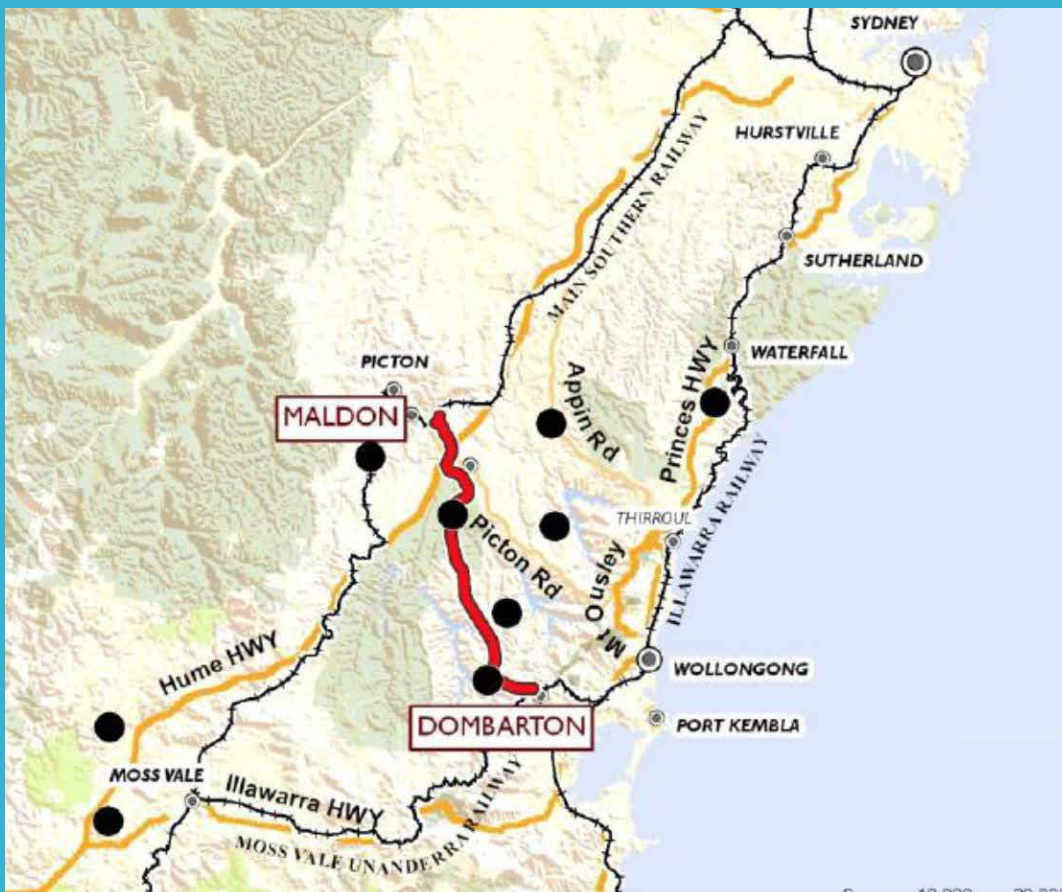 SYDNEY
HURSTVILLE
MAIN SOUTHERN RAILWAY
SUTHERLAND
PICTON
WATERFALL
MALDON
Appin Rd
Princes HWY
ILLAWARRA RAILWAY
THIRROUL
Picton Rd
Mt Ousley
Hume HWY
WOLLONGONG
DOMBARTON
PORT KEMBLA
MOSS VALE
Illawarra HWY
MOSS VALE UNANDERRA RAILWAY